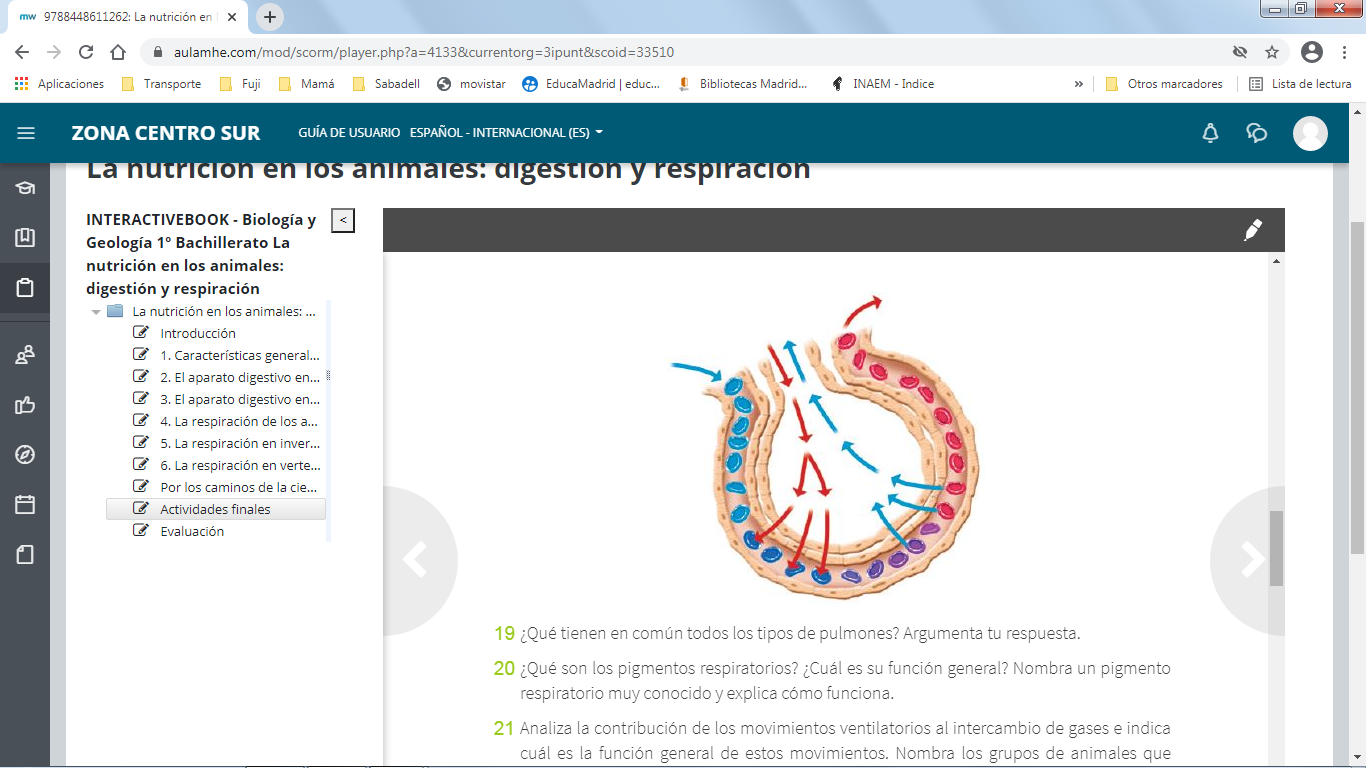 mw 9788448611262: La nutrición en
aulamhe.com/mod/scorm/player.php?a=4133&currentorg=3ipunt&scoid=33510
Aplicaciones Transporte Fuji Mamá Sabadell movistar EducaMadrid | educ... Bibliotecas Madrid... INAEM - Indice » Otros marcadores Lista de lectura
ZONA CENTRO SUR GUÍA DE USUARIO ESPAÑOL - INTERNACIONAL (ES)
La nutrición en los animales: digestión y respiración
INTERACTIVEBOOK - Biología y
Geología 1º Bachillerato La
nutrición en los animales:
digestión y respiración
<
La nutrición en los animales: ...
Introducción
1. Características general...
2. El aparato digestivo en...
3. El aparato digestivo en...
4. La respiración de los a...
5. La respiración en inver...
6. La respiración en verte...
Por los caminos de la cie...
Actividades finales
Evaluación
19 ¿Qué tienen en común todos los tipos de pulmones? Argumenta tu respuesta.
20 ¿Qué son los pigmentos respiratorios? ¿Cuál es su función general? Nombra un pigmento
respiratorio muy conocido y explica cómo funciona.
21 Analiza la contribución de los movimientos ventilatorios al intercambio de gases e indica
cuál es la función general de estos movimientos. Nombra los grupos de animales que